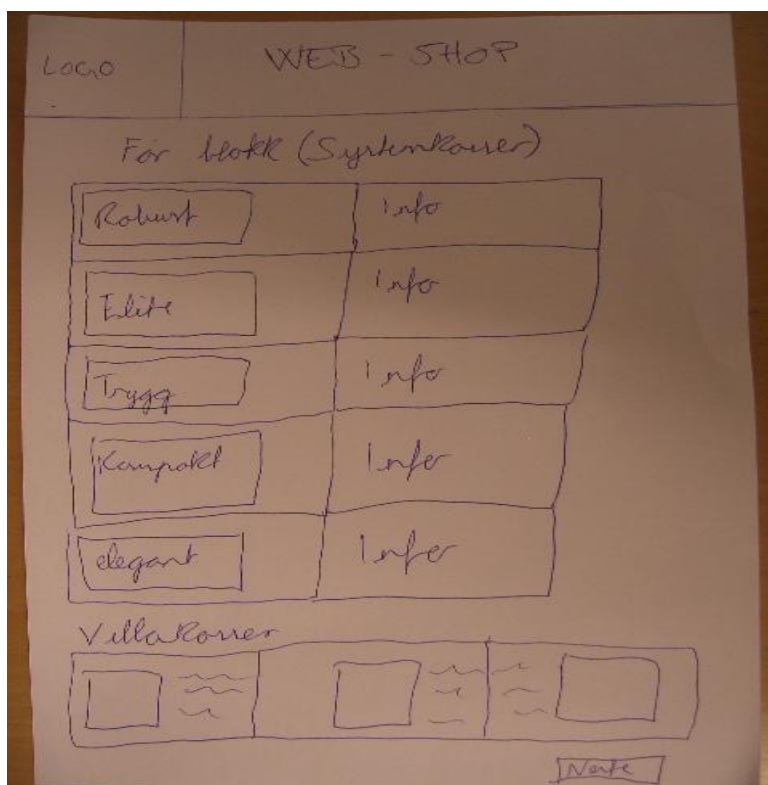 LOGO
WEB - SHOP
For blokk (Systemkasser)
Robust
Info
Elite
Info
Trygg
Info
Kompakt
Info
elegant
Info
Villakasser
Neste